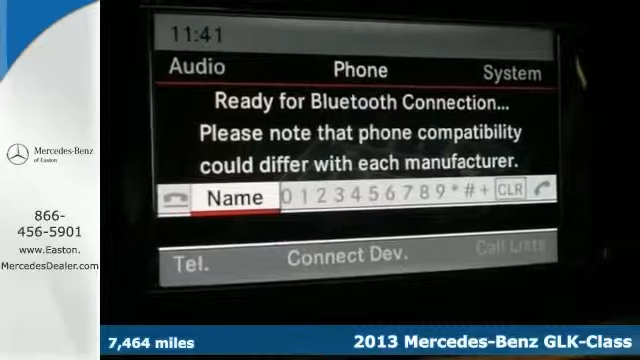 11:41
Audio Phone System
Ready for Bluetooth Connection...
Please note that phone compatibility
could differ with each manufacturer.
Name 0 1 2 3 4 5 6 7 8 9 * # + CLR
Tel. Connect Dev. Call Lists
Mercedes-Benz
of Easton
866-
456-5901
www.Easton.
MercedesDealer.com
7,464 miles 2013 Mercedes-Benz GLK-Class